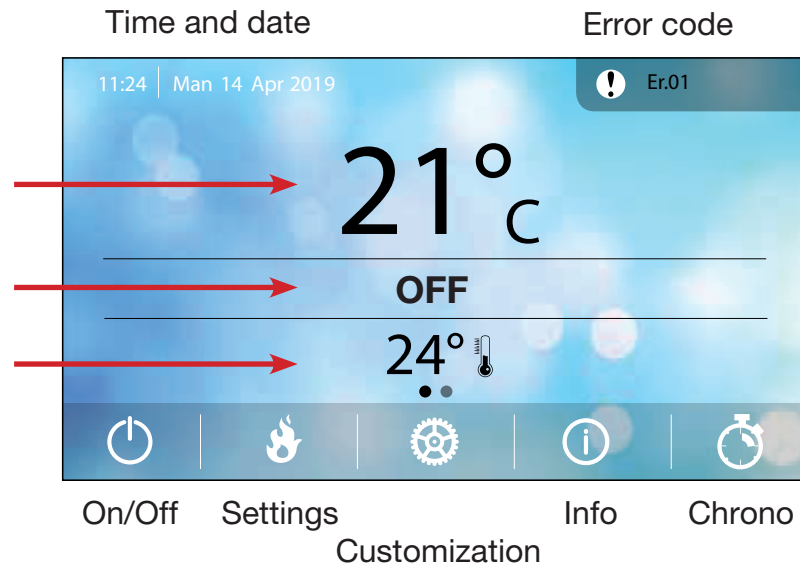 Time and date
Error code
11:24 Man 14 Apr 2019
Er.01
21°C
OFF
24°
On/Off Settings Info Chrono
Customization